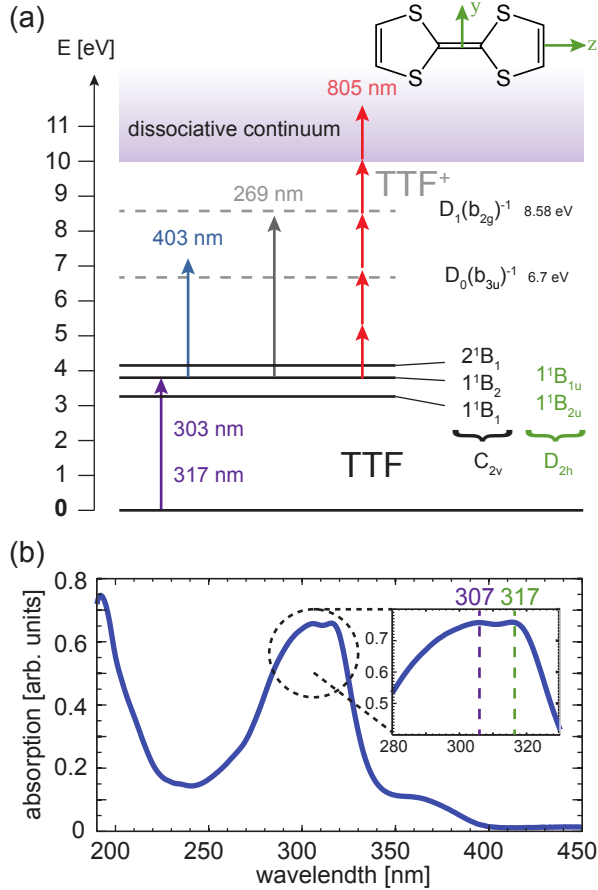 (a)
E [eV]
y
S S
S S
z
805 nm
11
dissociative continuum
10
TTF⁺
9
269 nm
D₁(b₂g)⁻¹ 8.58 eV
8
403 nm
7
D₀(b₃ᵤ)⁻¹ 6.7 eV
6
5
4
2¹B₁
1¹B₂ 1¹B₁ᵤ
3
1¹B₁ 1¹B₂ᵤ
303 nm
2
317 nm
TTF
C₂ᵥ D₂ₕ
1
0
(b)
0.8
0.6
0.4
0.2
0
absorption [arb. units]
307 317
0.7
0.6
0.5
280 300 320
200 250 300 350 400 450
wavelendth [nm]